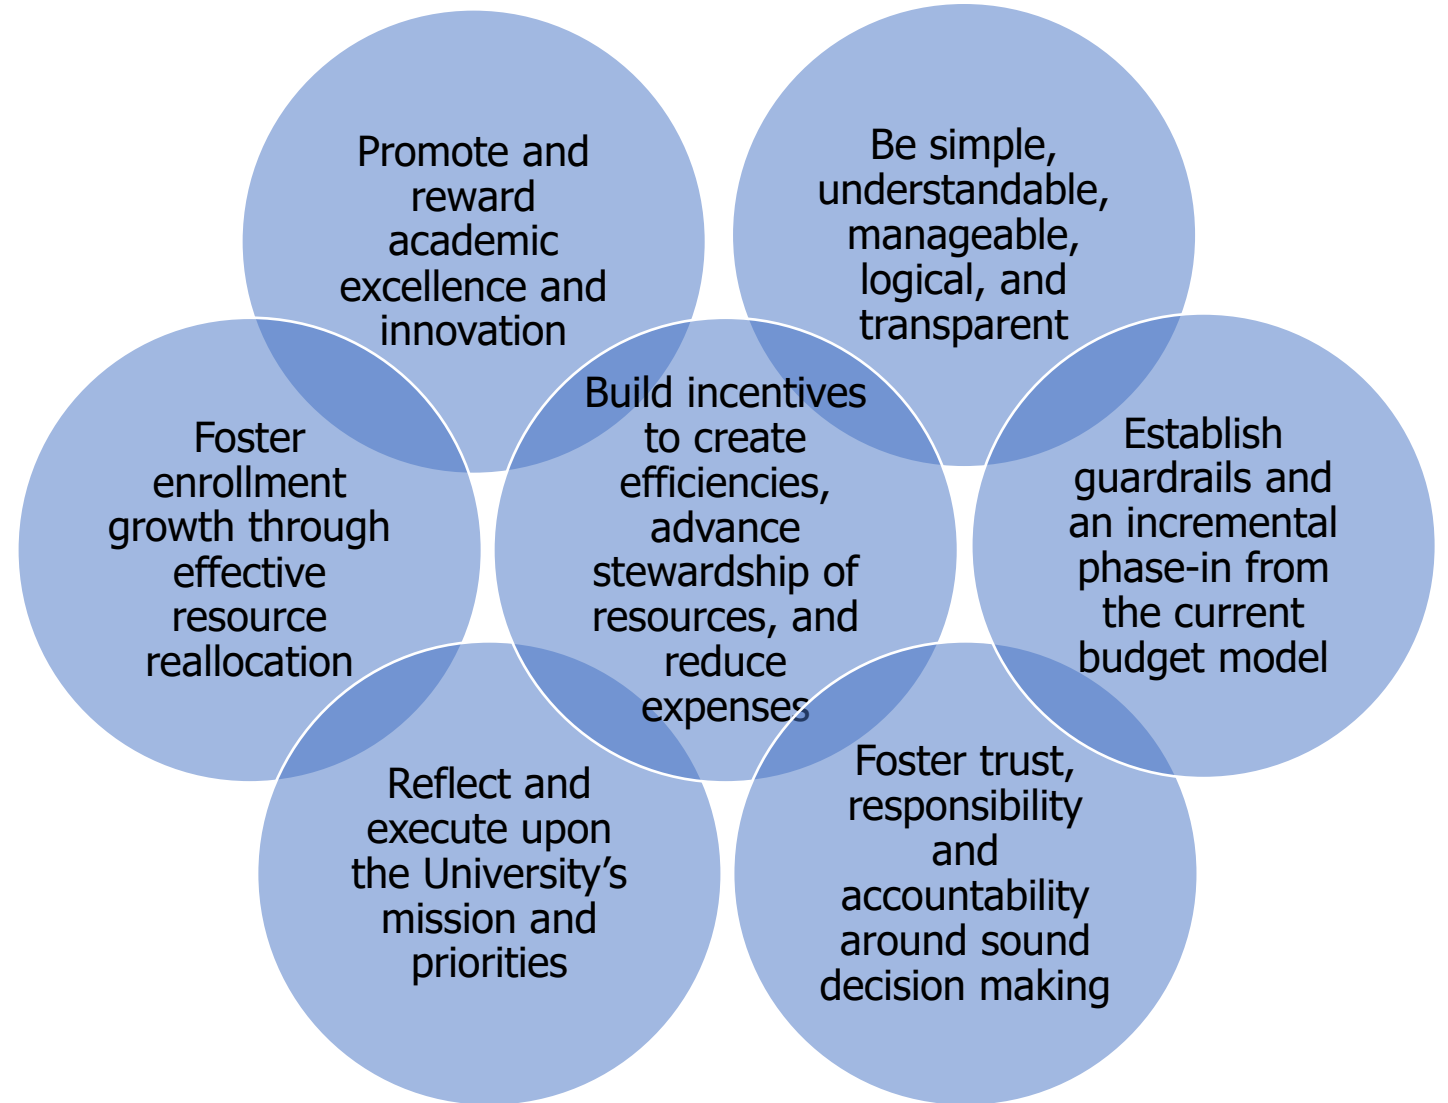 Promote and
reward
academic
excellence and
innovation
Be simple,
understandable,
manageable,
logical, and
transparent
Foster
enrollment
growth through
effective
resource
reallocation
Build incentives
to create
efficiencies,
advance
stewardship of
resources, and
reduce
expenses
Establish
guardrails and
an incremental
phase-in from
the current
budget model
Reflect and
execute upon
the University’s
mission and
priorities
Foster trust,
responsibility
and
accountability
around sound
decision making